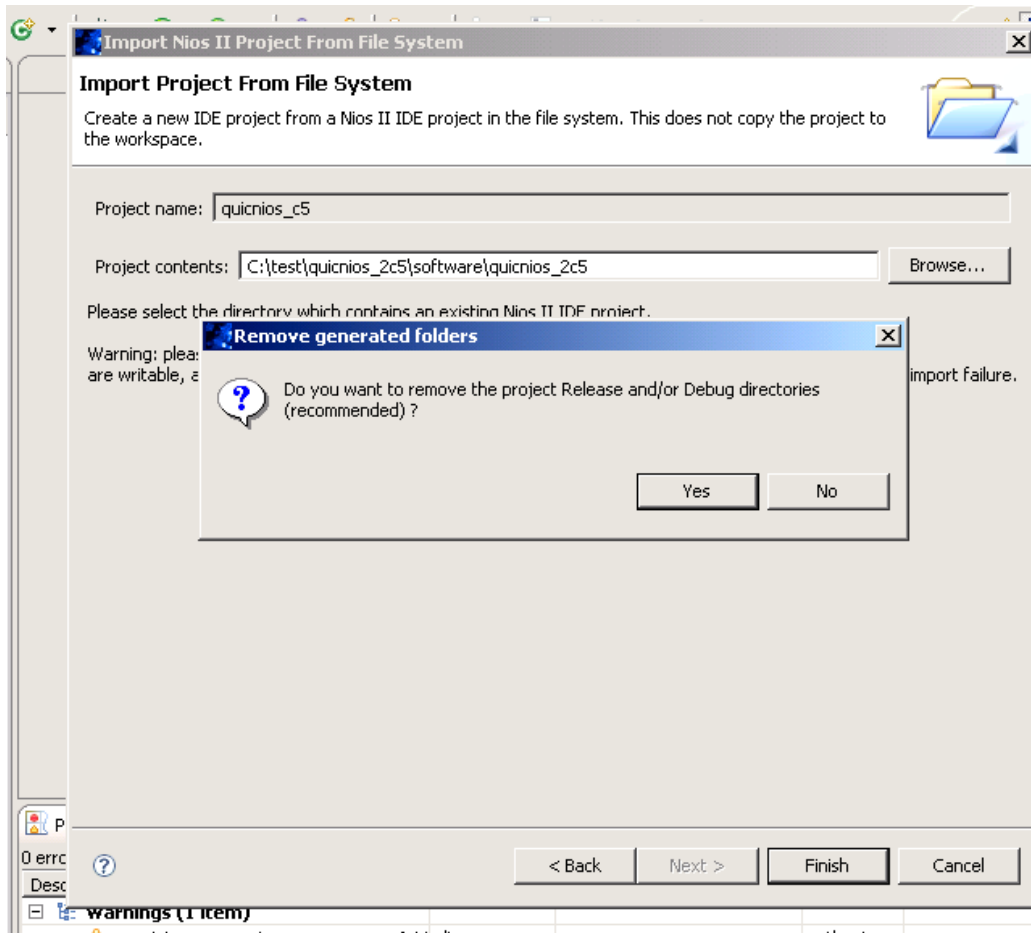 Import Nios II Project From File System
Import Project From File System
Create a new IDE project from a Nios II IDE project in the file system. This does not copy the project to
the workspace.
Project name: quicnios_c5
Project contents: C:\test\quicnios_2c5\software\quicnios_2c5 Browse...
Please select the directory which contains an existing Nios II IDE project.
Warning: pleas
are writable, a import failure.
Remove generated folders
Do you want to remove the project Release and/or Debug directories
(recommended) ?
Yes No
P
0 erro
< Back Next > Finish Cancel
Desc
Warnings (1 item)